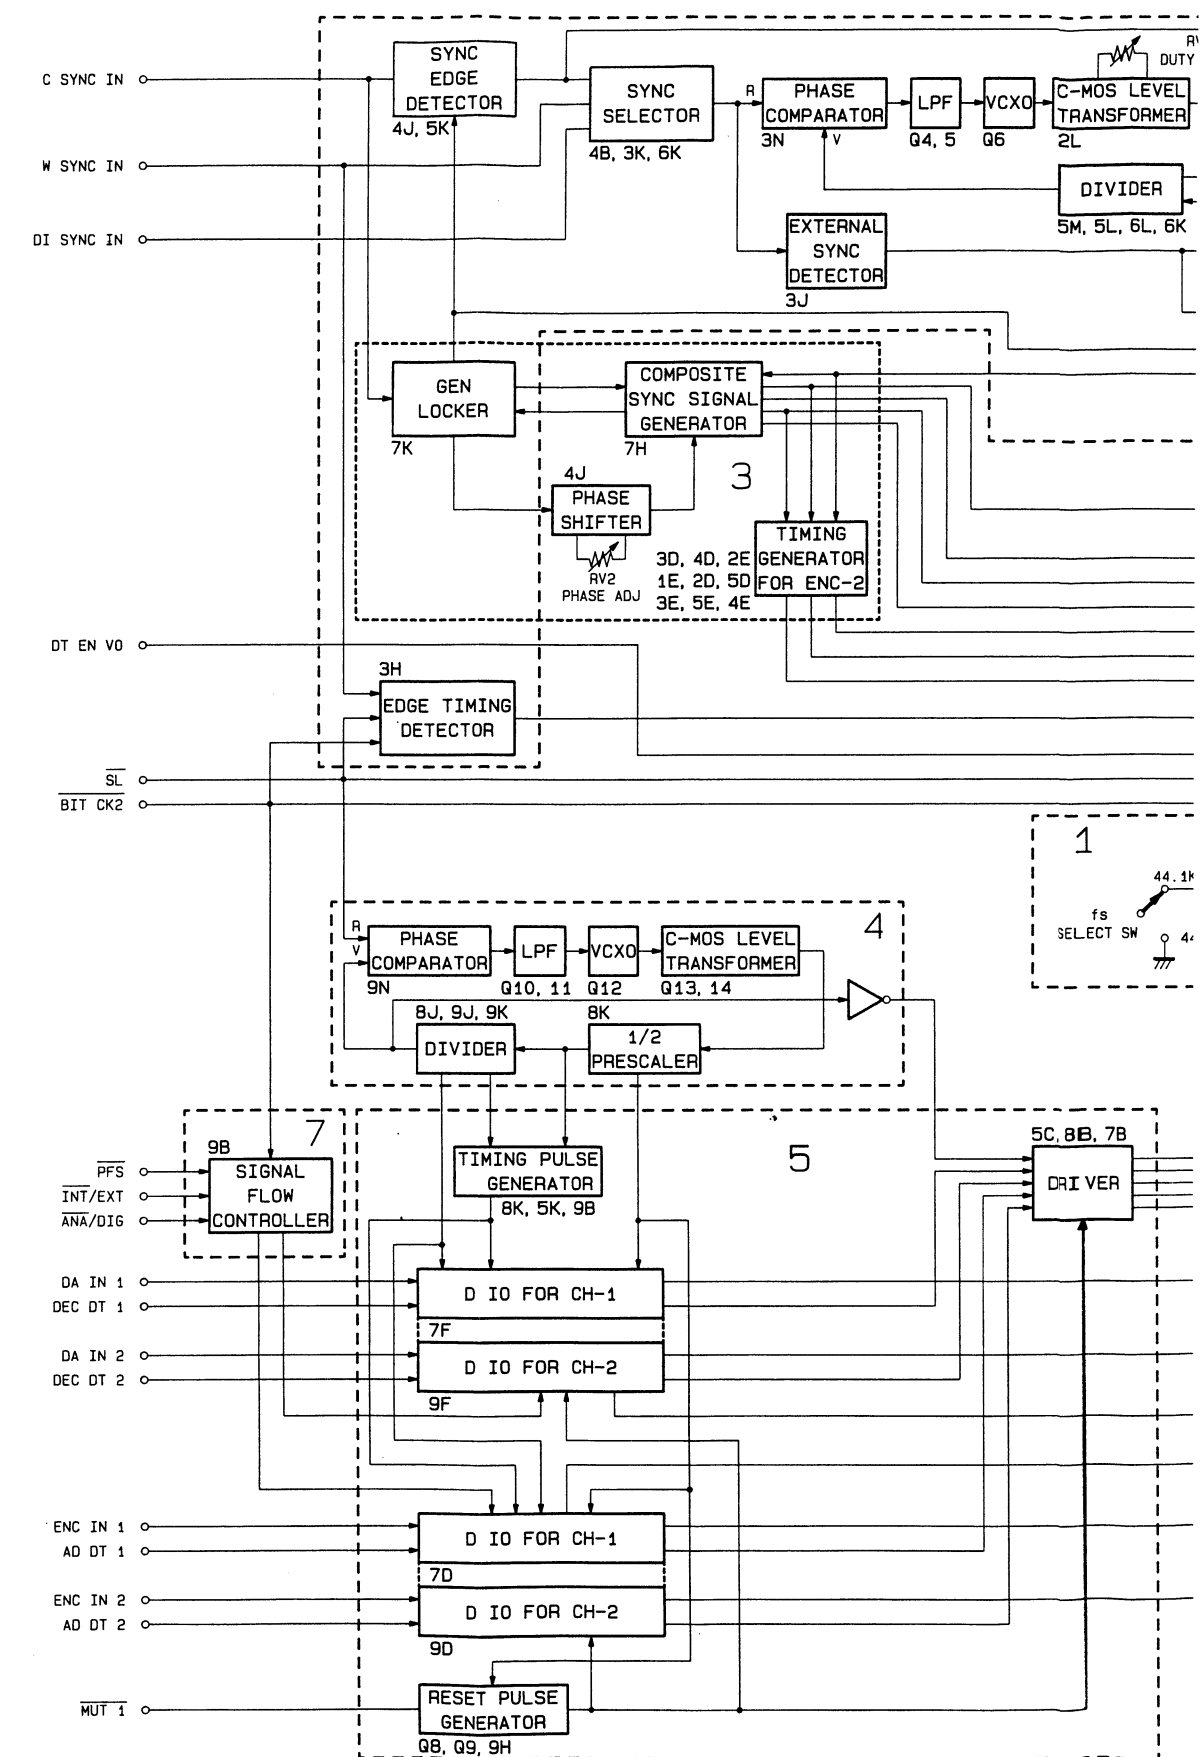 SYNC
EDGE
DETECTOR
4J, 5K
C SYNC IN
SYNC
SELECTOR
4B, 3K, 6K
R
V
PHASE
COMPARATOR
3N
LPF
Q4, 5
VCXO
Q6
DUTY
C-MOS LEVEL
TRANSFORMER
2L
W SYNC IN
DIVIDER
5M, 5L, 6L, 6K
DI SYNC IN
EXTERNAL
SYNC
DETECTOR
3J
GEN
LOCKER
7K
COMPOSITE
SYNC SIGNAL
GENERATOR
7H
3
4J
PHASE
SHIFTER
RV2
PHASE ADJ
TIMING
GENERATOR
FOR ENC-2
3D, 4D, 2E
1E, 2D, 5D
3E, 5E, 4E
DT EN VO
3H
EDGE TIMING
DETECTOR
SL
BIT CK2
1
44.1K
fs
SELECT SW
4
R
V
PHASE
COMPARATOR
9N
LPF
Q10, 11
VCXO
Q12
C-MOS LEVEL
TRANSFORMER
Q13, 14
8J, 9J, 9K
DIVIDER
8K
1/2
PRESCALER
7
9B
SIGNAL
FLOW
CONTROLLER
PFS
INT/EXT
ANA/DIG
5
TIMING PULSE
GENERATOR
8K, 5K, 9B
5C, 8B, 7B
DRIVER
DA IN 1
DEC DT 1
D IO FOR CH-1
7F
DA IN 2
DEC DT 2
D IO FOR CH-2
9F
ENC IN 1
AD DT 1
D IO FOR CH-1
7D
ENC IN 2
AD DT 2
D IO FOR CH-2
9D
MUT 1
RESET PULSE
GENERATOR
Q8, Q9, 9H